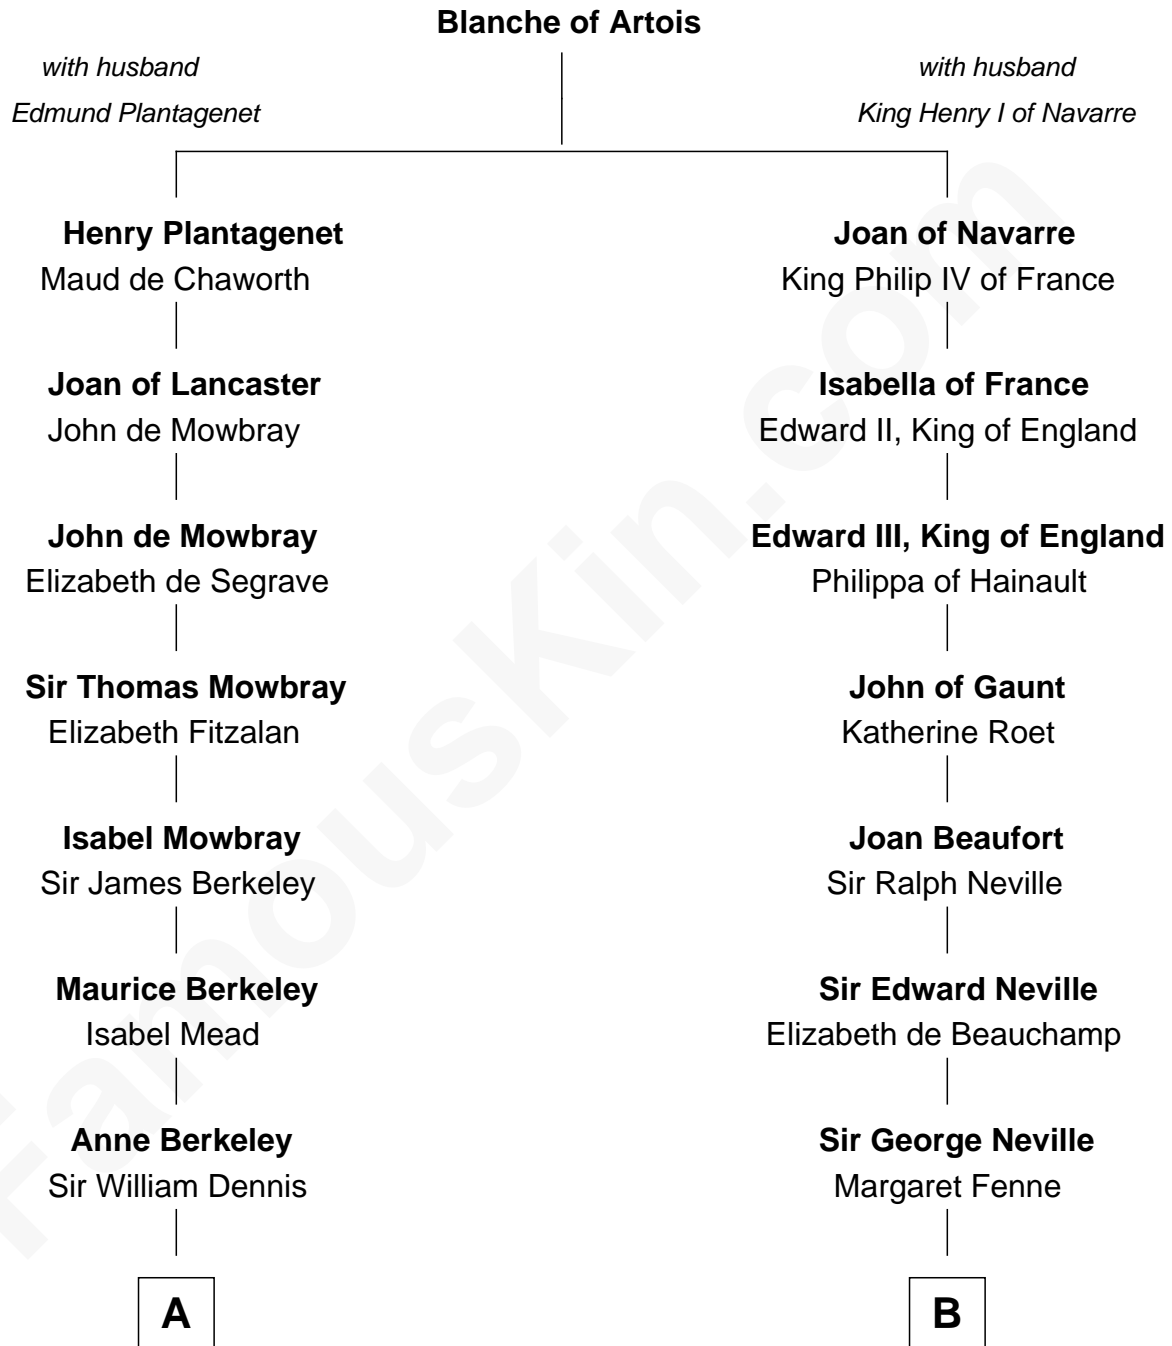 Blanche of Artois
with husband
Edmund Plantagenet
with husband
King Henry I of Navarre
Henry Plantagenet
Maud de Chaworth
Joan of Navarre
King Philip IV of France
Joan of Lancaster
John de Mowbray
Isabella of France
Edward II, King of England
John de Mowbray
Elizabeth de Segrave
Edward III, King of England
Philippa of Hainault
Sir Thomas Mowbray
Elizabeth Fitzalan
John of Gaunt
Katherine Roet
Isabel Mowbray
Sir James Berkeley
Joan Beaufort
Sir Ralph Neville
Maurice Berkeley
Isabel Mead
Sir Edward Neville
Elizabeth de Beauchamp
Anne Berkeley
Sir William Dennis
Sir George Neville
Margaret Fenne
A
B
FamousKin.com